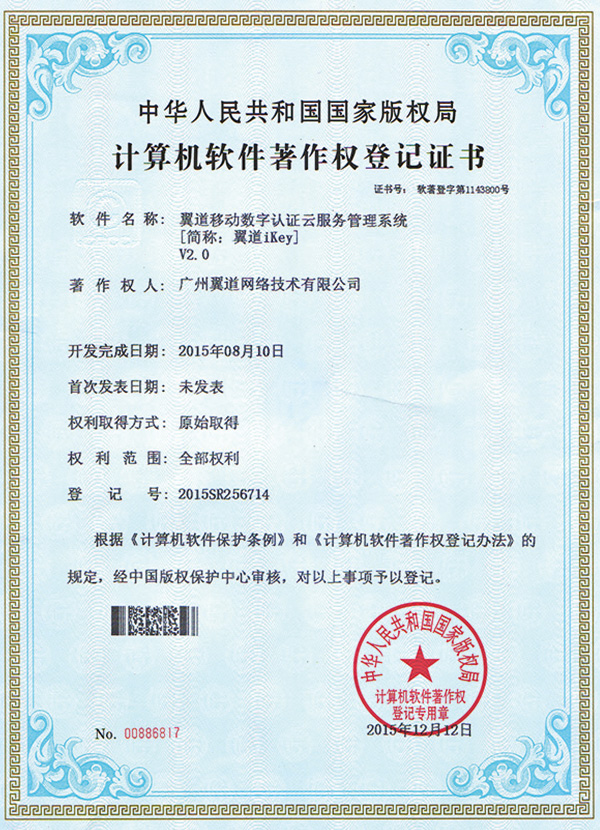 中华人民共和国国家版权局
计算机软件著作权登记证书
证书号： 软著登字第1143800号
软件名称： 翼道移动数字认证云服务管理系统
[简称：翼道iKey]
V2.0
著作权人： 广州翼道网络技术有限公司
开发完成日期： 2015年08月10日
首次发表日期： 未发表
权利取得方式： 原始取得
权利范围： 全部权利
登记号： 2015SR256714
根据《计算机软件保护条例》和《计算机软件著作权登记办法》的
规定，经中国版权保护中心审核，对以上事项予以登记。
中华人民共和国国家版权局
计算机软件著作权
登记专用章
No. 00886817
2015年12月12日